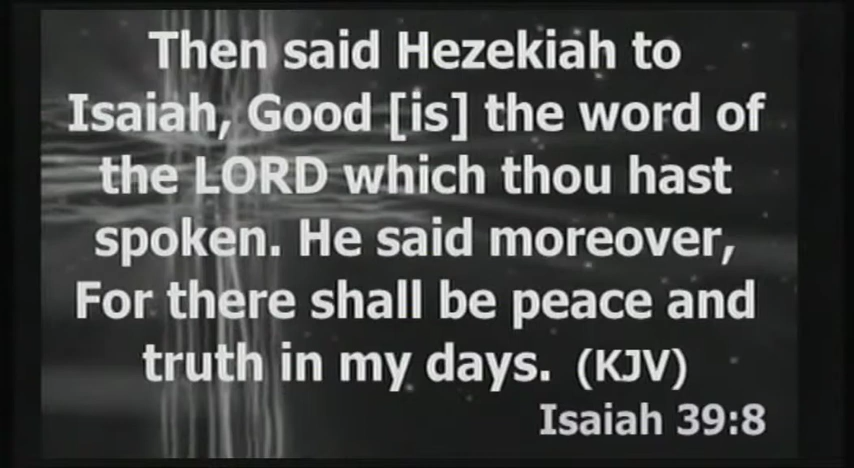 Then said Hezekiah to
Isaiah, Good [is] the word of
the LORD which thou hast
spoken. He said moreover,
For there shall be peace and
truth in my days. (KJV)
Isaiah 39:8